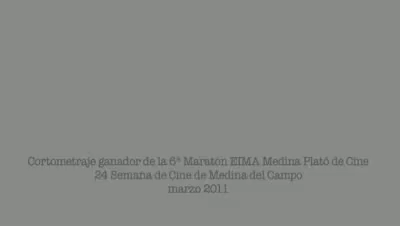 Cortometraje ganador de la 6ª Maratón EIMA Medina Plató de Cine
24 Semana de Cine de Medina del Campo
marzo 2011